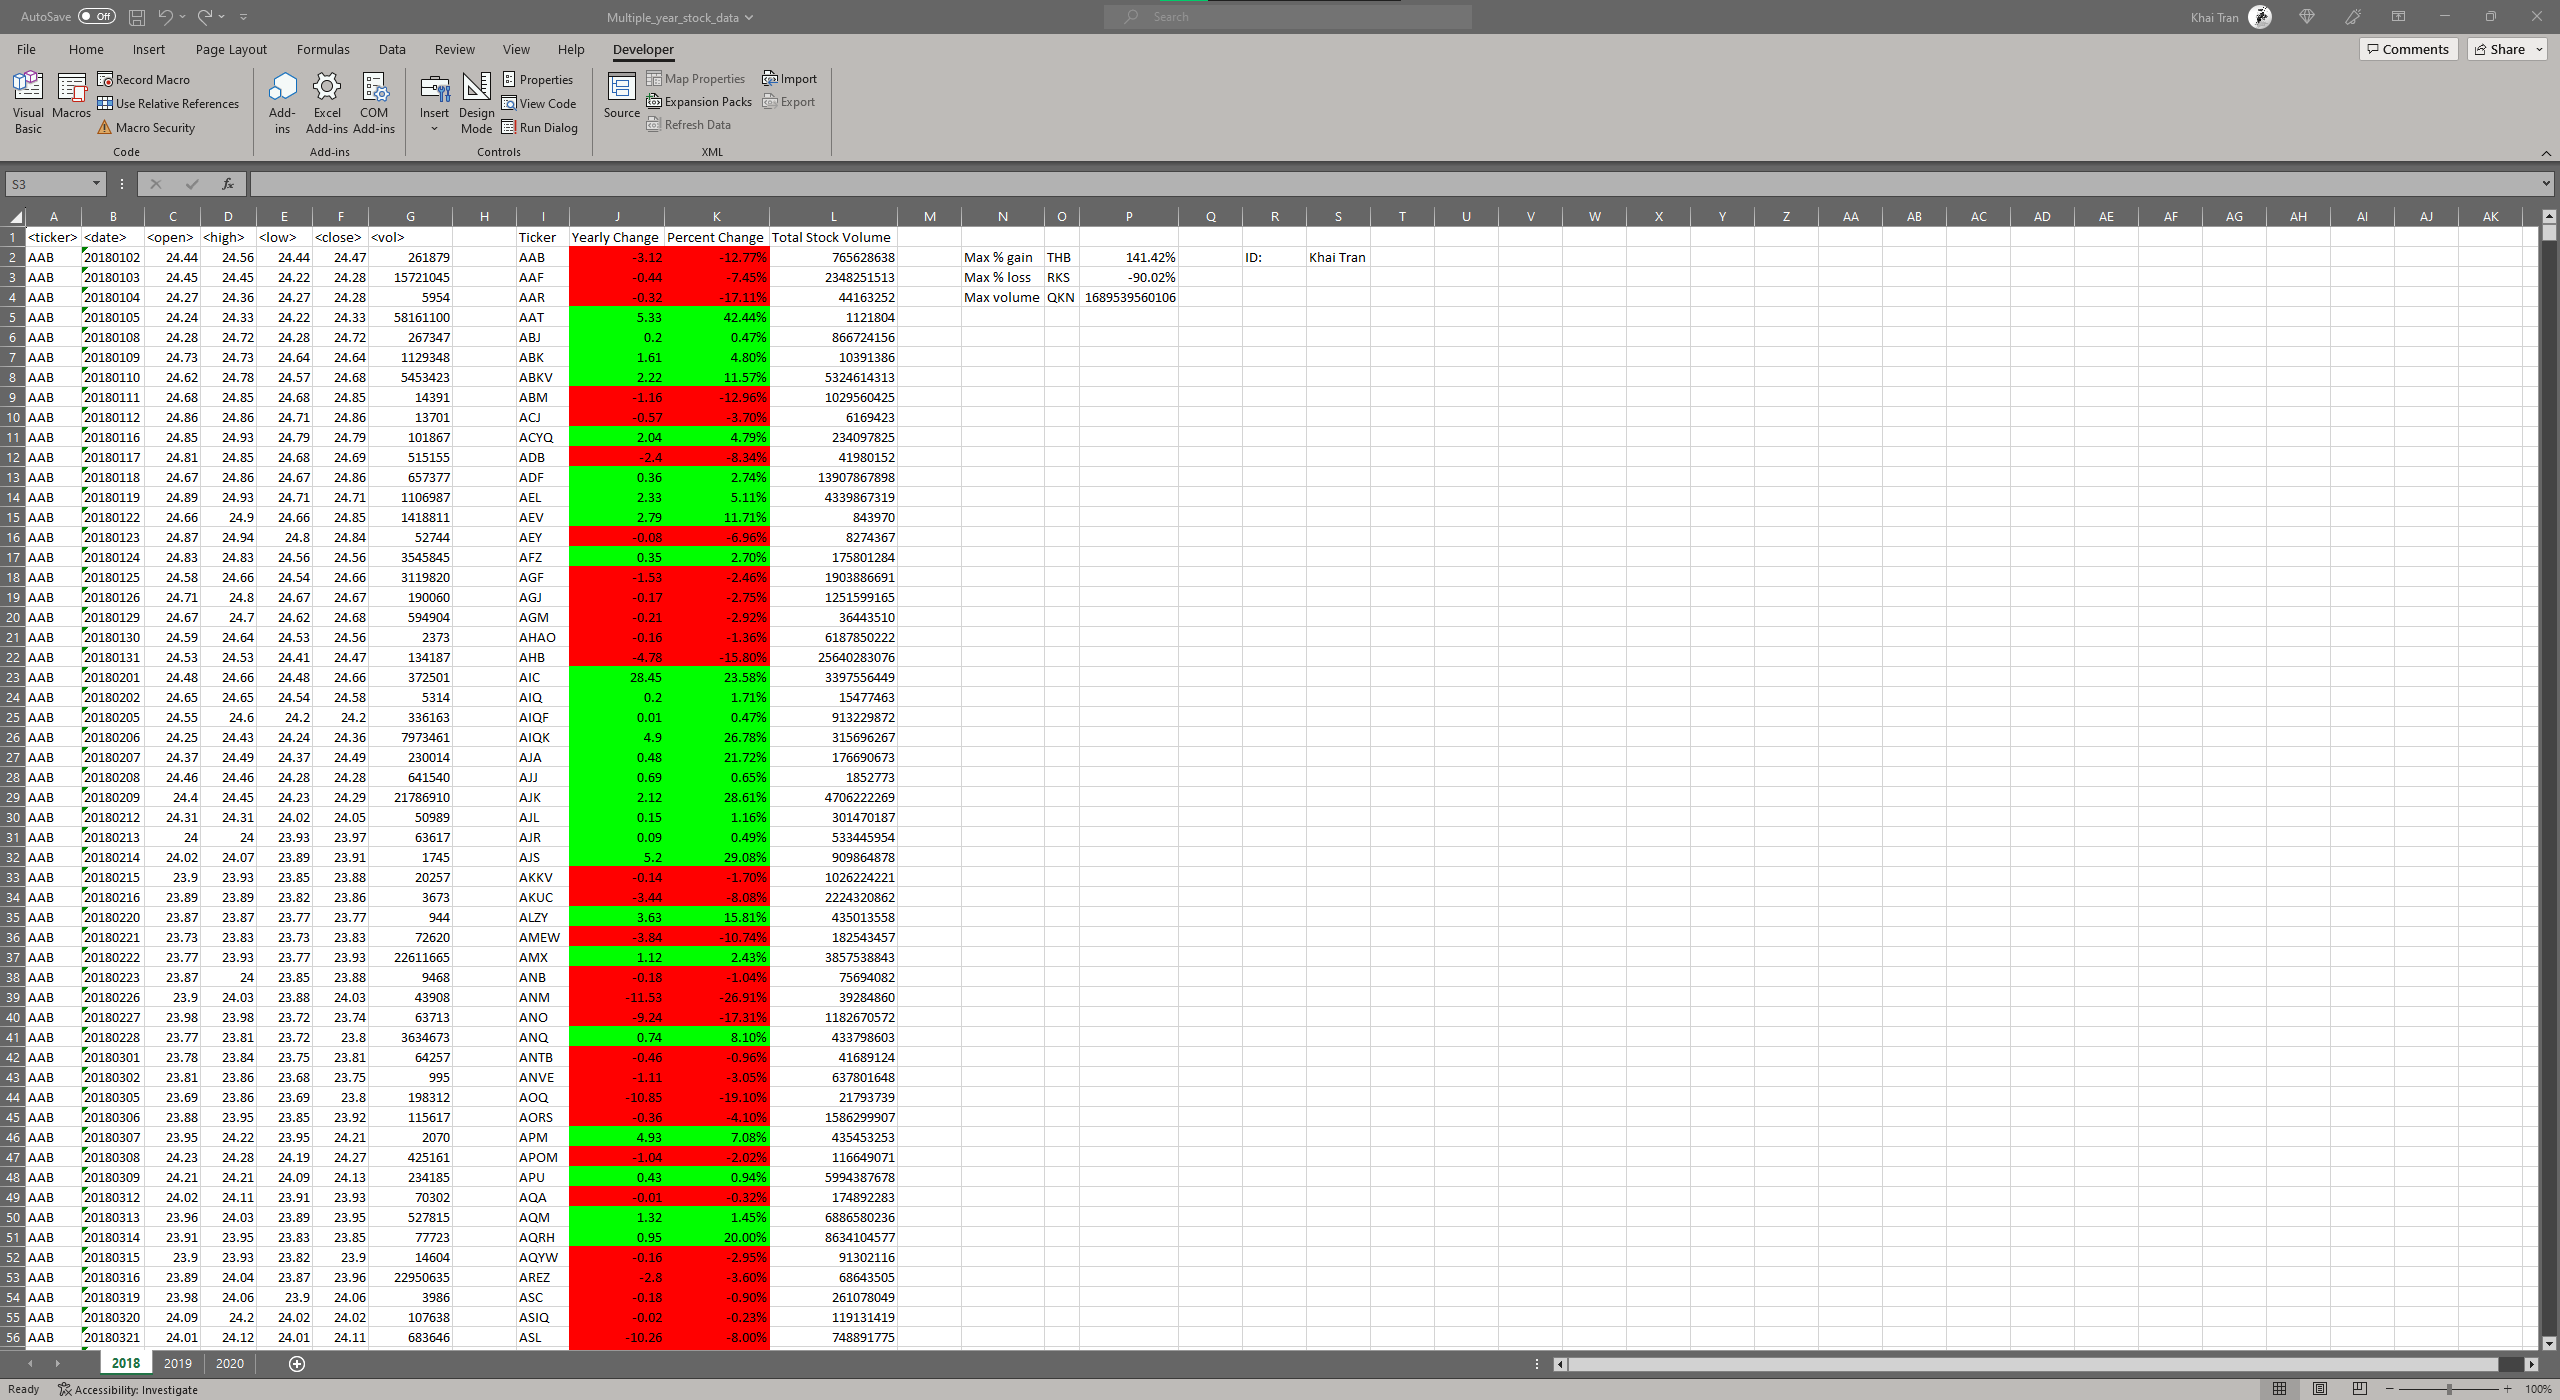 AutoSave Off Multiple_year_stock_data Search Khai Tran
File Home Insert Page Layout Formulas Data Review View Help Developer Comments Share
Visual Basic Macros Record Macro Use Relative References Macro Security Add-ins Excel Add-ins COM Add-ins Insert Design Mode Properties View Code Run Dialog Source Map Properties Expansion Packs Refresh Data Import Export
Code Add-ins Controls XML
S3 fx
A B C D E F G H I J K L M N O P Q R S T U V W X Y Z AA AB AC AD AE AF AG AH AI AJ AK
1 <ticker> <date> <open> <high> <low> <close> <vol> Ticker Yearly Change Percent Change Total Stock Volume
2 AAB 20180102 24.44 24.56 24.44 24.47 261879 AAB -3.12 -12.77% 765628638 Max % gain THB 141.42% ID: Khai Tran
3 AAB 20180103 24.45 24.45 24.22 24.28 15721045 AAF -0.44 -7.45% 2348251513 Max % loss RKS -90.02%
4 AAB 20180104 24.27 24.36 24.27 24.28 5954 AAR -0.32 -17.11% 44163252 Max volume QKN 1689539560106
5 AAB 20180105 24.24 24.33 24.22 24.33 58161100 AAT 5.33 42.44% 1121804
6 AAB 20180108 24.28 24.72 24.28 24.72 267347 ABJ 0.2 0.47% 866724156
7 AAB 20180109 24.73 24.73 24.64 24.64 1129348 ABK 1.61 4.80% 10391386
8 AAB 20180110 24.62 24.78 24.57 24.68 5453423 ABKV 2.22 11.57% 5324614313
9 AAB 20180111 24.68 24.85 24.68 24.85 14391 ABM -1.16 -12.96% 1029560425
10 AAB 20180112 24.86 24.86 24.71 24.86 13701 ACJ -0.57 -3.70% 6169423
11 AAB 20180116 24.85 24.93 24.79 24.79 101867 ACYQ 2.04 4.79% 234097825
12 AAB 20180117 24.81 24.85 24.68 24.69 515155 ADB -2.4 -8.34% 41980152
13 AAB 20180118 24.67 24.86 24.67 24.86 657377 ADF 0.36 2.74% 13907867898
14 AAB 20180119 24.89 24.93 24.71 24.71 1106987 AEL 2.33 5.11% 4339867319
15 AAB 20180122 24.66 24.9 24.66 24.85 1418811 AEV 2.79 11.71% 843970
16 AAB 20180123 24.87 24.94 24.8 24.84 52744 AEY -0.08 -6.96% 8274367
17 AAB 20180124 24.83 24.83 24.56 24.56 3545845 AFZ 0.35 2.70% 175801284
18 AAB 20180125 24.58 24.66 24.54 24.66 3119820 AGF -1.53 -2.46% 1903886691
19 AAB 20180126 24.71 24.8 24.67 24.67 190060 AGJ -0.17 -2.75% 1251599165
20 AAB 20180129 24.67 24.7 24.62 24.68 594904 AGM -0.21 -2.92% 36443510
21 AAB 20180130 24.59 24.64 24.53 24.56 2373 AHAO -0.16 -1.36% 6187850222
22 AAB 20180131 24.53 24.53 24.41 24.47 134187 AHB -4.78 -15.80% 25640283076
23 AAB 20180201 24.48 24.66 24.48 24.66 372501 AIC 28.45 23.58% 3397556449
24 AAB 20180202 24.65 24.65 24.54 24.58 5314 AIQ 0.2 1.71% 15477463
25 AAB 20180205 24.55 24.6 24.2 24.2 336163 AIQF 0.01 0.47% 913229872
26 AAB 20180206 24.25 24.43 24.24 24.36 7973461 AIQK 4.9 26.78% 315696267
27 AAB 20180207 24.37 24.49 24.37 24.49 230014 AJA 0.48 21.72% 176690673
28 AAB 20180208 24.46 24.46 24.28 24.28 641540 AJJ 0.69 0.65% 1852773
29 AAB 20180209 24.4 24.45 24.23 24.29 21786910 AJK 2.12 28.61% 4706222269
30 AAB 20180212 24.31 24.31 24.02 24.05 50989 AJL 0.15 1.16% 301470187
31 AAB 20180213 24 24 23.93 23.97 63617 AJR 0.09 0.49% 533445954
32 AAB 20180214 24.02 24.07 23.89 23.91 1745 AJS 5.2 29.08% 909864878
33 AAB 20180215 23.9 23.93 23.85 23.88 20257 AKKV -0.14 -1.70% 1026224221
34 AAB 20180216 23.89 23.89 23.82 23.86 3673 AKUC -3.44 -8.08% 2224320862
35 AAB 20180220 23.87 23.87 23.77 23.77 944 ALZY 3.63 15.81% 435013558
36 AAB 20180221 23.73 23.83 23.73 23.83 72620 AMEW -3.84 -10.74% 182543457
37 AAB 20180222 23.77 23.93 23.77 23.93 22611665 AMX 1.12 2.43% 3857538843
38 AAB 20180223 23.87 24 23.85 23.88 9468 ANB -0.18 -1.04% 75694082
39 AAB 20180226 23.9 24.03 23.88 24.03 43908 ANM -11.53 -26.91% 39284860
40 AAB 20180227 23.98 23.98 23.72 23.74 63713 ANO -9.24 -17.31% 1182670572
41 AAB 20180228 23.77 23.81 23.72 23.8 3634673 ANQ 0.74 8.10% 433798603
42 AAB 20180301 23.78 23.84 23.75 23.81 64257 ANTB -0.46 -0.96% 41689124
43 AAB 20180302 23.81 23.86 23.68 23.75 995 ANVE -1.11 -3.05% 637801648
44 AAB 20180305 23.69 23.86 23.69 23.8 198312 AOQ -10.85 -19.10% 21793739
45 AAB 20180306 23.88 23.95 23.85 23.92 115617 AORS -0.36 -4.10% 1586299907
46 AAB 20180307 23.95 24.22 23.95 24.21 2070 APM 4.93 7.08% 435453253
47 AAB 20180308 24.23 24.28 24.19 24.27 425161 APOM -1.04 -2.02% 116649071
48 AAB 20180309 24.21 24.21 24.09 24.13 234185 APU 0.43 0.94% 5994387678
49 AAB 20180312 24.02 24.11 23.91 23.93 70302 AQA -0.01 -0.32% 174892283
50 AAB 20180313 23.96 24.03 23.89 23.95 527815 AQM 1.32 1.45% 6886580236
51 AAB 20180314 23.91 23.95 23.83 23.85 77723 AQRH 0.95 20.00% 8634104577
52 AAB 20180315 23.9 23.93 23.82 23.9 14604 AQYW -0.16 -2.95% 91302116
53 AAB 20180316 23.89 24.04 23.87 23.96 22950635 AREZ -2.8 -3.60% 68643505
54 AAB 20180319 23.98 24.06 23.9 24.06 3986 ASC -0.18 -0.90% 261078049
55 AAB 20180320 24.09 24.2 24.02 24.02 107638 ASIQ -0.02 -0.23% 119131419
56 AAB 20180321 24.01 24.12 24.01 24.11 683646 ASL -10.26 -8.00% 748891775
2018 2019 2020
Ready Accessibility: Investigate 100%